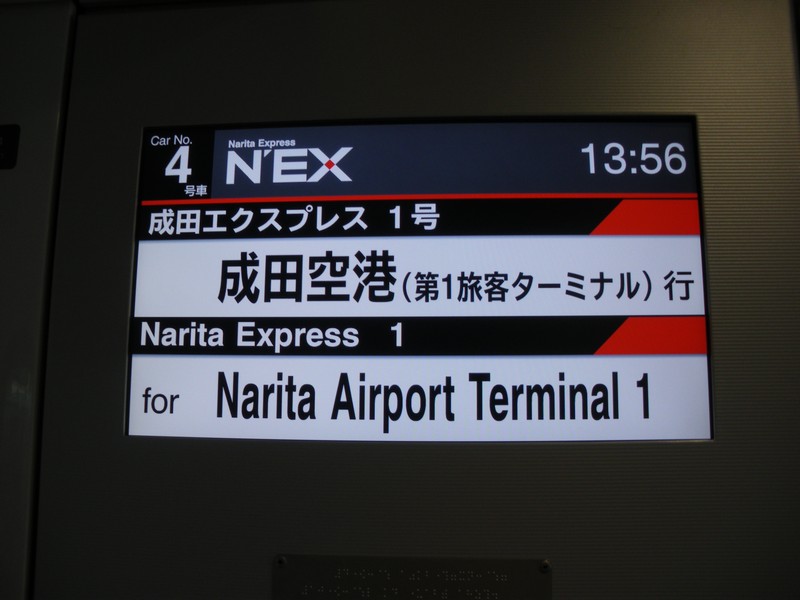 Car No.
4
号車
Narita Express
N'EX
13:56
成田エクスプレス 1号
成田空港(第1旅客ターミナル)行
Narita Express 1
for Narita Airport Terminal 1